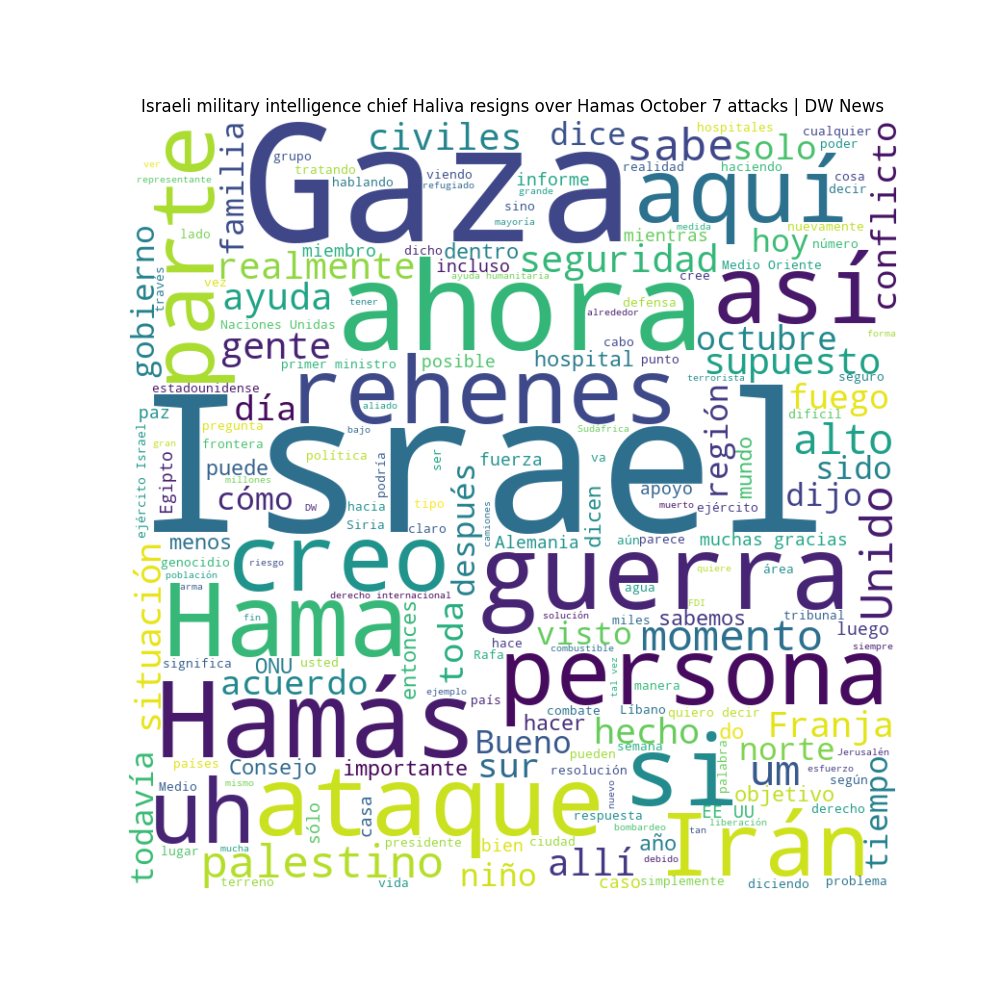 Israeli military intelligence chief Haliva resigns over Hamas October 7 attacks | DW News
Gaza
parte
familia
grupo
civiles
dice
sabe
hospitales
solo
cualquier
poder
conflicto
ver
representante
tratando
hablando
viendo
refugiado
informe
grande
sino
mayoría
realidad
haciendo
aquí
cosa
decir
lado
miembro
dicho
dentro
mientras
medida
hoy
nuevamente
número
gobierno
través
vez
realmente
incluso
ayuda humanitaria
seguridad
cree
Medio Oriente
así
ayuda
tener
ahora
alrededor
defensa
Naciones Unidas
gente
primer ministro
posible
hospital
cabo
punto
octubre
supuesto
forma
estadounidense
rehenes
terrorista
seguro
fuego
paz
día
aliado
región
difícil
pregunta
bajo
Sudáfrica
gran
frontera
política
ser
fuerza
va
mundo
alto
ejército Israel
Egipto
puede
millones
podría
Israel
sido
cómo
DW
hacia
tipo
después
apoyo
muerto
ejército
dijo
Siria
claro
camiones
dicen
menos
creo
Alemania
aún
parece
muchas gracias
Unido
situación
genocidio
población
arma
riesgo
guerra
quiere
área
agua
FDI
derecho internacional
fin
Hama
entonces
toda
solución
miles
sabemos
tribunal
hace
visto
momento
luego
siempre
significa
ONU
usted
Rafa
combustible
acuerdo
ejemplo
tal vez
persona
manera
país
Hamás
combate
Líbano
quiero decir
hacer
hecho
do
Franja
todavía
países
Consejo
importante
Bueno
sur
pueden
semana
resolución
palabra
norte
Jerusalén
si
um
esfuerzo
según
Medio
mismo
uh
ataque
casa
sólo
nuevo
respuesta
EE UU
objetivo
derecho
tiempo
bombardeo
tan
liberación
Irán
lugar
mucha
presidente
bien
ciudad
año
debido
palestino
terreno
vida
niño
allí
caso
simplemente
diciendo
problema